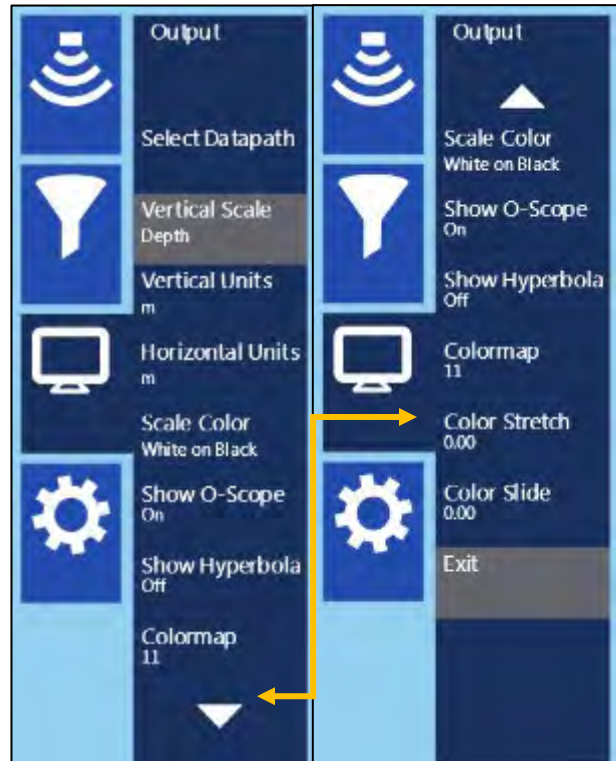 Output
Select Datapath
Vertical Scale
Depth
Vertical Units
m
Horizontal Units
m
Scale Color
White on Black
Show O-Scope
On
Show Hyperbola
Off
Colormap
11
Output
Scale Color
White on Black
Show O-Scope
On
Show Hyperbola
Off
Colormap
11
Color Stretch
0.00
Color Slide
0.00
Exit